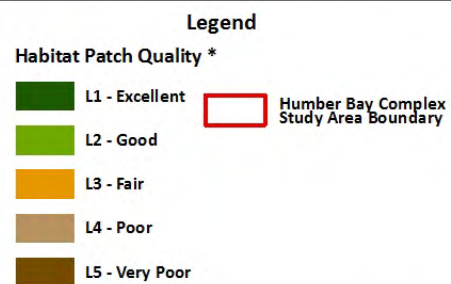 Legend
Habitat Patch Quality *
L1 - Excellent
L2 - Good
L3 - Fair
L4 - Poor
L5 - Very Poor
Humber Bay Complex
Study Area Boundary